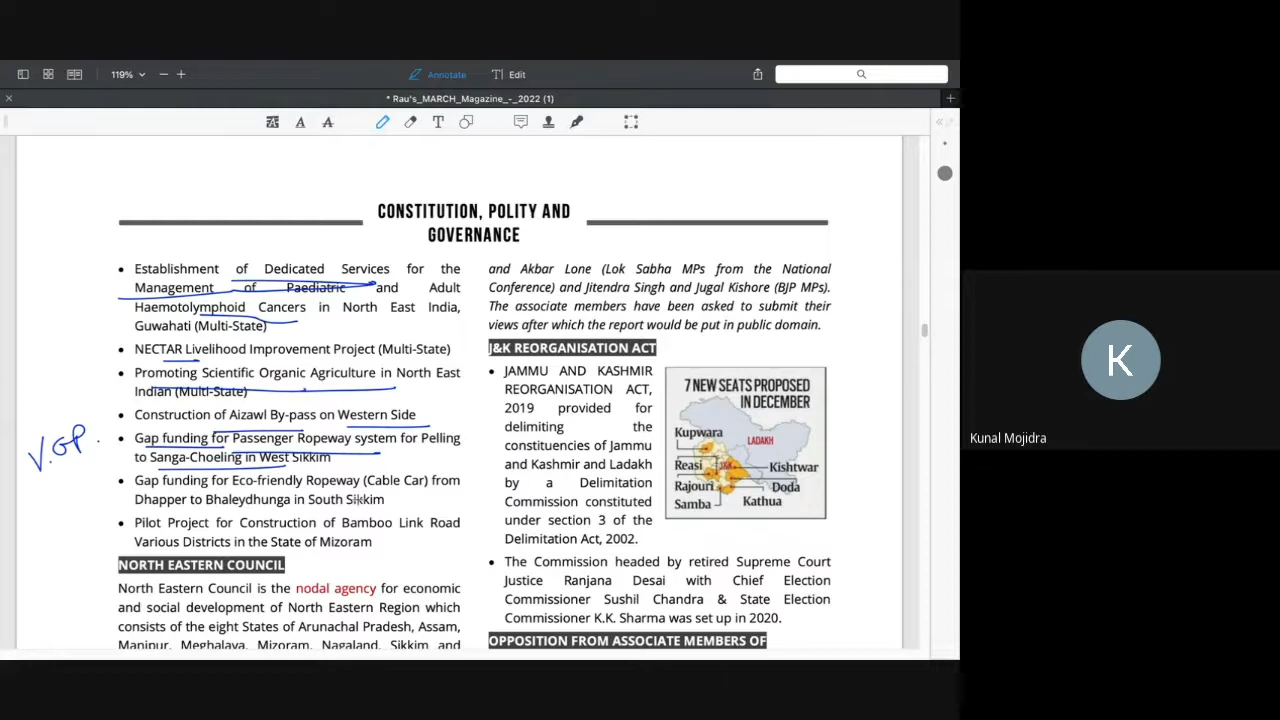 119%
Annotate
Edit
* Rau's_MARCH_Magazine_-_2022 (1)
CONSTITUTION, POLITY AND
GOVERNANCE
• Establishment of Dedicated Services for the
Management of Paediatric and Adult
Haemotolymphoid Cancers in North East India,
Guwahati (Multi-State)
• NECTAR Livelihood Improvement Project (Multi-State)
• Promoting Scientific Organic Agriculture in North East
Indian (Multi-State)
• Construction of Aizawl By-pass on Western Side
• Gap funding for Passenger Ropeway system for Pelling
to Sanga-Choeling in West Sikkim
V.GP.
• Gap funding for Eco-friendly Ropeway (Cable Car) from
Dhapper to Bhaleydhunga in South Sikkim
• Pilot Project for Construction of Bamboo Link Road
Various Districts in the State of Mizoram
NORTH EASTERN COUNCIL
North Eastern Council is the nodal agency for economic
and social development of North Eastern Region which
consists of the eight States of Arunachal Pradesh, Assam,
Manipur, Meghalaya, Mizoram, Nagaland, Sikkim and
and Akbar Lone (Lok Sabha MPs from the National
Conference) and Jitendra Singh and Jugal Kishore (BJP MPs).
The associate members have been asked to submit their
views after which the report would be put in public domain.
J&K REORGANISATION ACT
• JAMMU AND KASHMIR
REORGANISATION ACT,
2019 provided for
delimiting the
constituencies of Jammu
and Kashmir and Ladakh
by a Delimitation
Commission constituted
under section 3 of the
Delimitation Act, 2002.
7 NEW SEATS PROPOSED
IN DECEMBER
Kupwara
LADAKH
Reasi
J&K
Kishtwar
Rajouri
Doda
Samba
Kathua
• The Commission headed by retired Supreme Court
Justice Ranjana Desai with Chief Election
Commissioner Sushil Chandra & State Election
Commissioner K.K. Sharma was set up in 2020.
OPPOSITION FROM ASSOCIATE MEMBERS OF
K
Kunal Mojidra